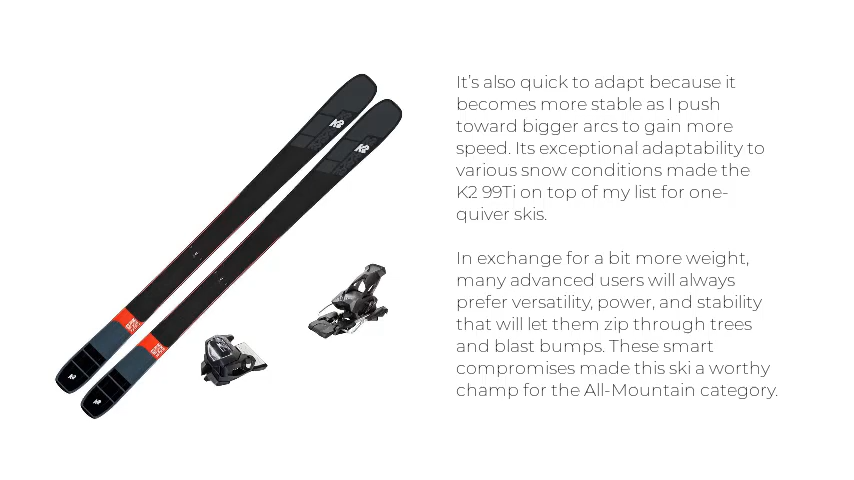 K2
K2
It’s also quick to adapt because it
becomes more stable as I push
toward bigger arcs to gain more
speed. Its exceptional adaptability to
various snow conditions made the
K2 99Ti on top of my list for one-
quiver skis.
In exchange for a bit more weight,
many advanced users will always
prefer versatility, power, and stability
that will let them zip through trees
and blast bumps. These smart
compromises made this ski a worthy
champ for the All-Mountain category.